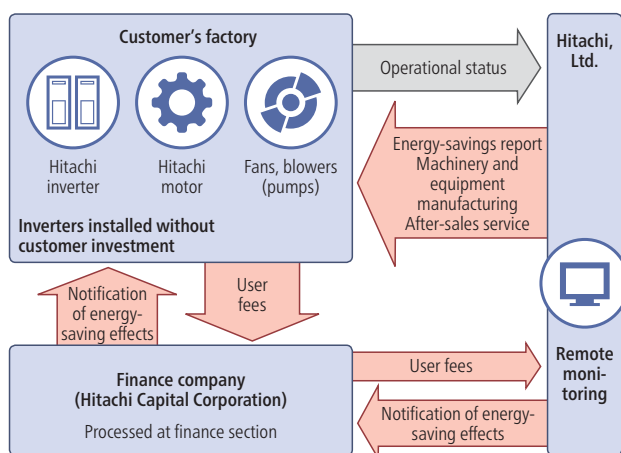 Customer's factory
Hitachi
inverter
Hitachi
motor
Fans, blowers
(pumps)
Inverters installed without
customer investment
Operational status
Hitachi,
Ltd.
Energy-savings report
Machinery and
equipment
manufacturing
After-sales service
Notification
of energy-
saving effects
User
fees
Remote
moni-
toring
Finance company
(Hitachi Capital Corporation)
Processed at finance section
User fees
Notification of energy-
saving effects